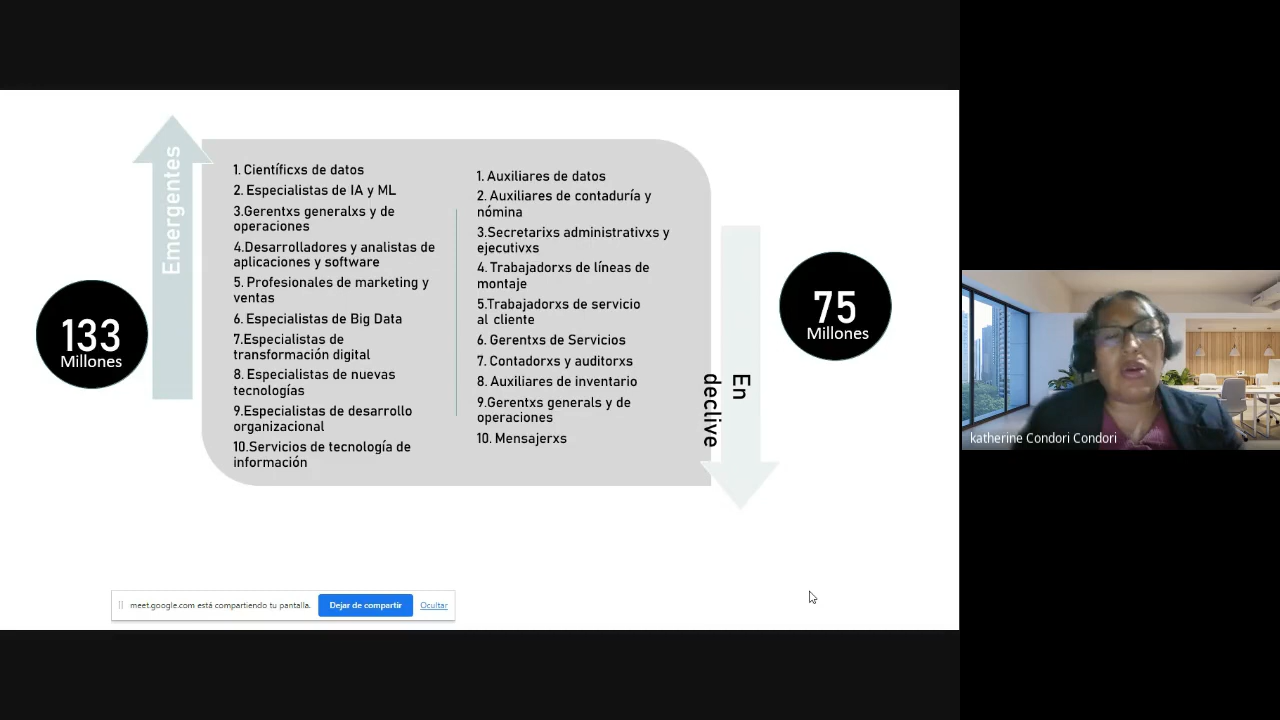 Emergentes
133
Millones
1. Científicxs de datos
2. Especialistas de IA y ML
3.Gerentxs generalxs y de
operaciones
4.Desarrolladores y analistas de
aplicaciones y software
5. Profesionales de marketing y
ventas
6. Especialistas de Big Data
7.Especialistas de
transformación digital
8. Especialistas de nuevas
tecnologías
9.Especialistas de desarrollo
organizacional
10.Servicios de tecnología de
información
1. Auxiliares de datos
2. Auxiliares de contaduría y
nómina
3.Secretarixs administrativxs y
ejecutivxs
4. Trabajadorxs de líneas de
montaje
5.Trabajadorxs de servicio
al cliente
6. Gerentxs de Servicios
7. Contadorxs y auditorxs
8. Auxiliares de inventario
9.Gerentxs generals y de
operaciones
10. Mensajerxs
En
declive
75
Millones
katherine Condori Condori
meet.google.com está compartiendo tu pantalla.
Dejar de compartir
Ocultar